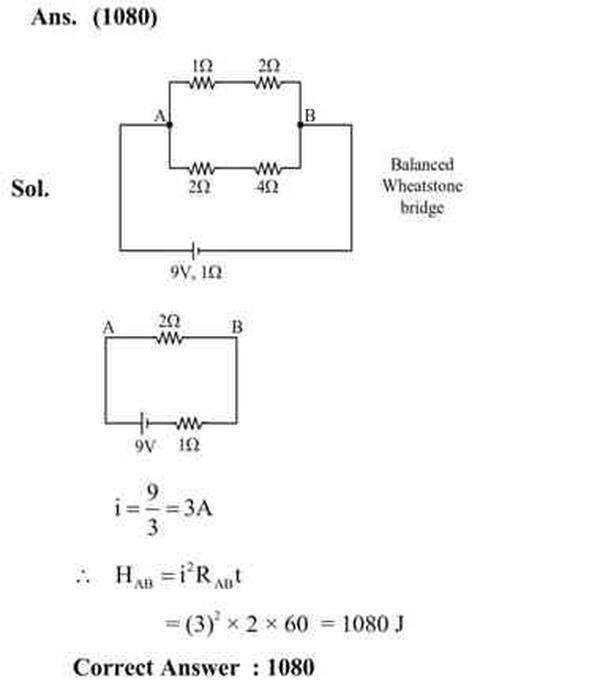 Ans. (1080)
1Ω 2Ω
A B
Sol.
2Ω 4Ω
Balanced
Wheatstone
bridge
9V, 1Ω
A 2Ω B
9V 1Ω
i = 9/3 = 3A
∴ H_AB = i²R_AB t
= (3)² × 2 × 60 = 1080 J
Correct Answer : 1080